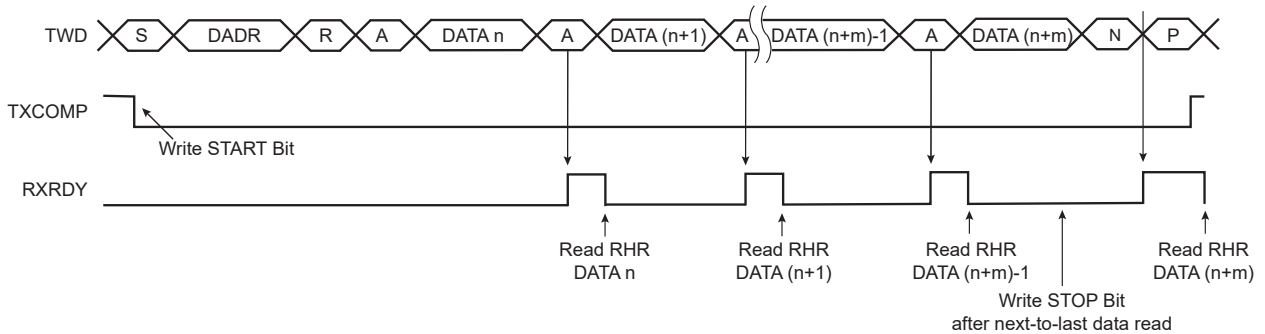 TWD S DADR R A DATA n A DATA (n+1) A DATA (n+m)-1 A DATA (n+m) N P
TXCOMP
Write START Bit
RXRDY
Read RHR
DATA n
Read RHR
DATA (n+1)
Read RHR
DATA (n+m)-1
Read RHR
DATA (n+m)
Write STOP Bit
after next-to-last data read